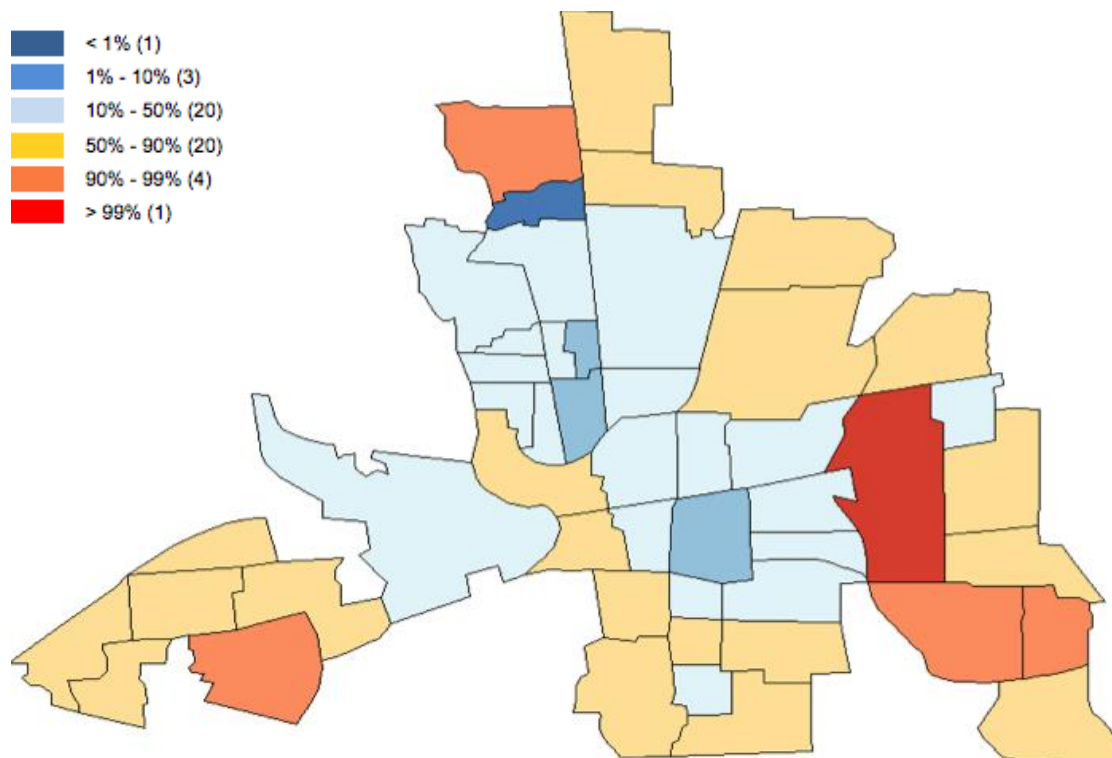 < 1% (1)
1% - 10% (3)
10% - 50% (20)
50% - 90% (20)
90% - 99% (4)
> 99% (1)